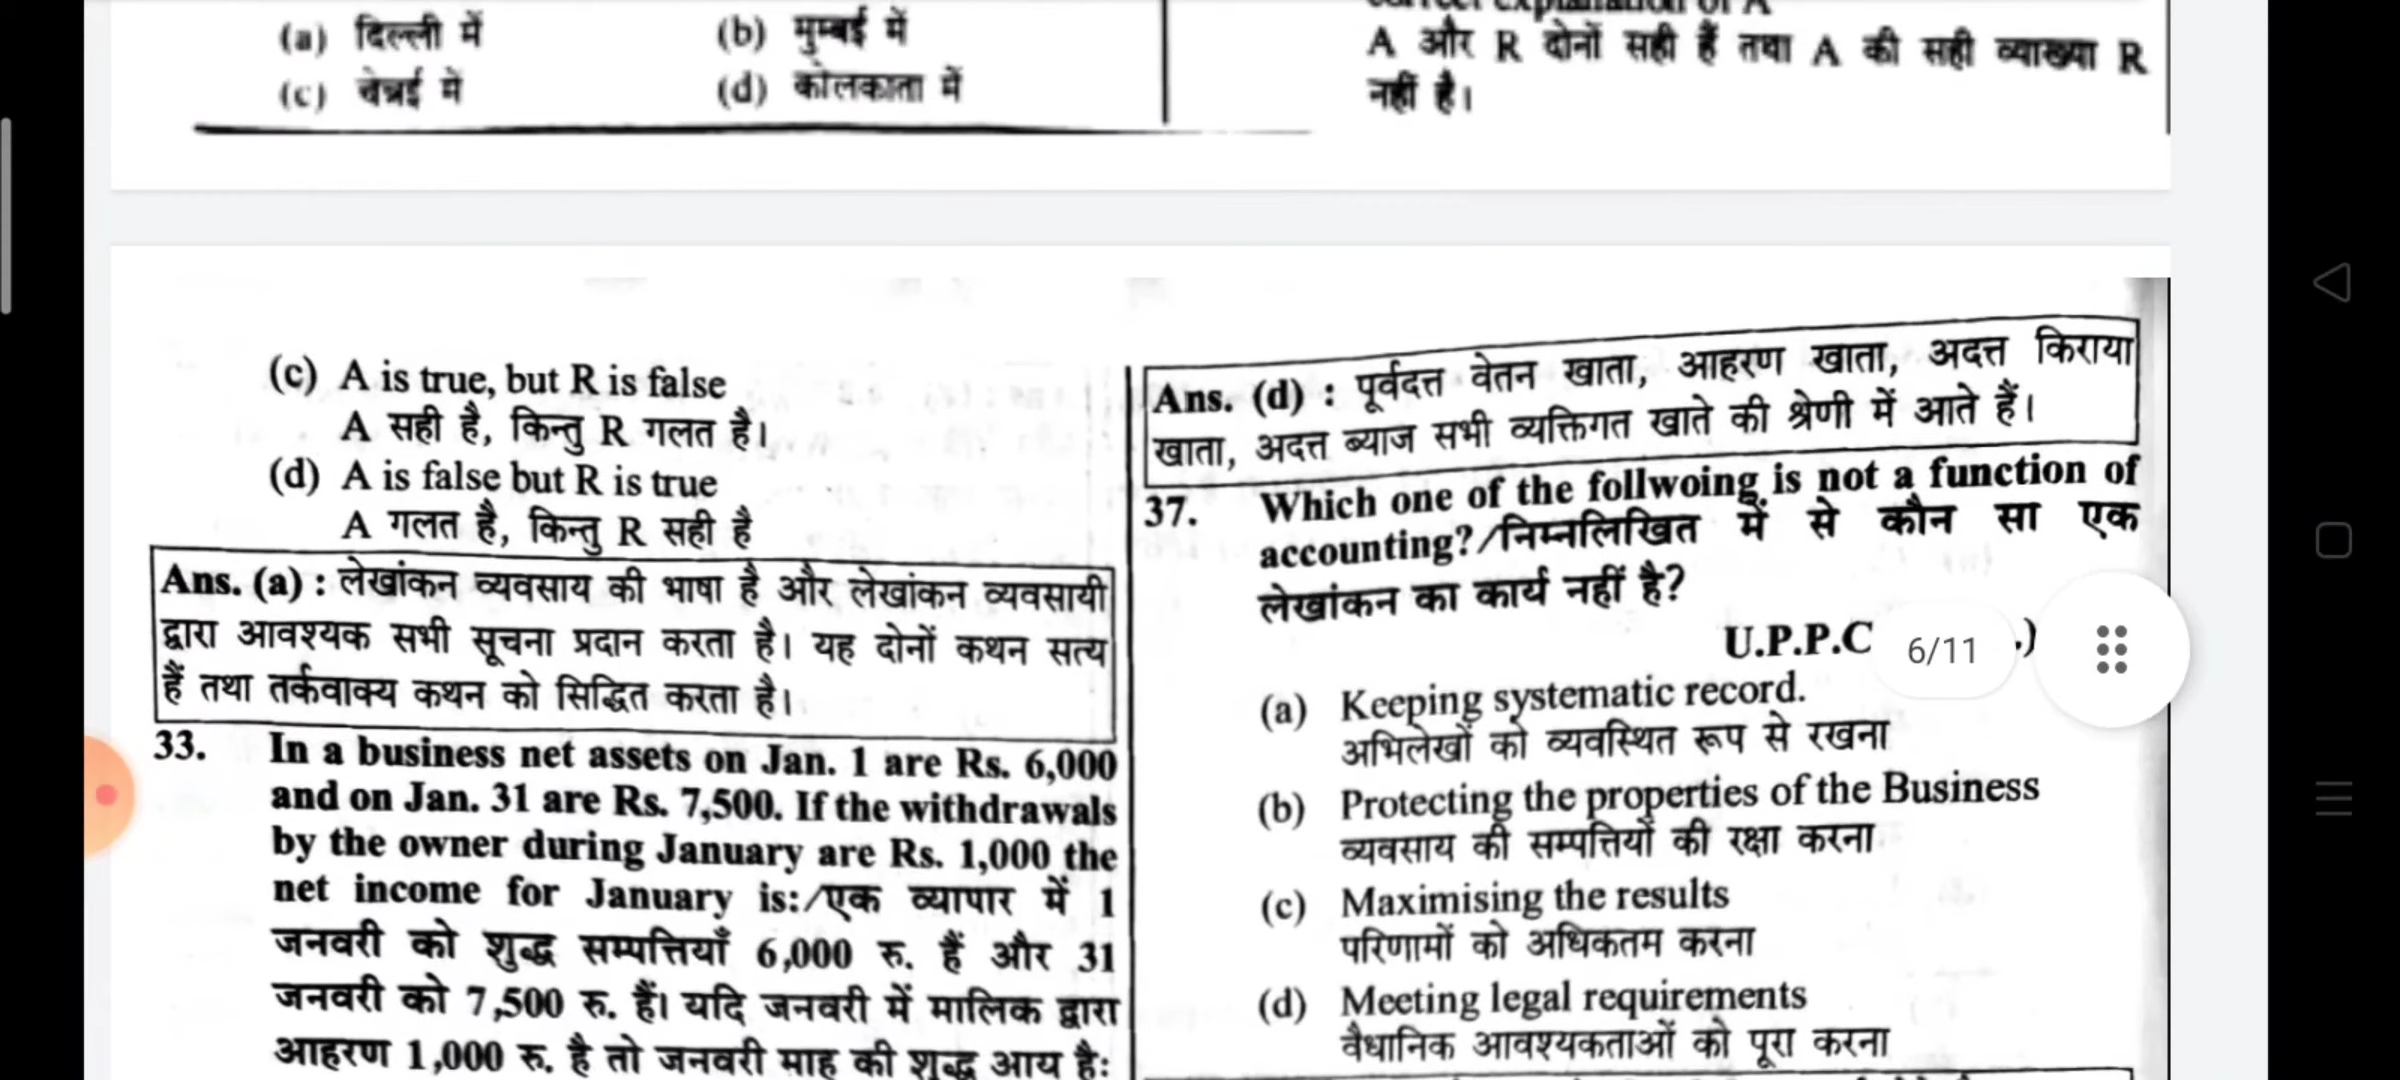 (a) दिल्ली में
(b) मुम्बई में
(c) चेन्नई में
(d) कोलकाता में
correct explanation of A
A और R दोनों सही हैं तथा A की सही व्याख्या R
नहीं है।
(c) A is true, but R is false
A सही है, किन्तु R गलत है।
(d) A is false but R is true
A गलत है, किन्तु R सही है
Ans. (a) : लेखांकन व्यवसाय की भाषा है और लेखांकन व्यवसायी
द्वारा आवश्यक सभी सूचना प्रदान करता है। यह दोनों कथन सत्य
हैं तथा तर्कवाक्य कथन को सिद्धित करता है।
33. In a business net assets on Jan. 1 are Rs. 6,000
and on Jan. 31 are Rs. 7,500. If the withdrawals
by the owner during January are Rs. 1,000 the
net income for January is:/एक व्यापार में 1
जनवरी को शुद्ध सम्पत्तियाँ 6,000 रु. हैं और 31
जनवरी को 7,500 रु. हैं। यदि जनवरी में मालिक द्वारा
आहरण 1,000 रु. है तो जनवरी माह की शुद्ध आय है:
Ans. (d) : पूर्वदत्त वेतन खाता, आहरण खाता, अदत्त किराया
खाता, अदत्त ब्याज सभी व्यक्तिगत खाते की श्रेणी में आते हैं।
37. Which one of the follwoing is not a function of
accounting?/निम्नलिखित में से कौन सा एक
लेखांकन का कार्य नहीं है?
U.P.P.C
6/11
.)
(a) Keeping systematic record.
अभिलेखों को व्यवस्थित रूप से रखना
(b) Protecting the properties of the Business
व्यवसाय की सम्पत्तियों की रक्षा करना
(c) Maximising the results
परिणामों को अधिकतम करना
(d) Meeting legal requirements
वैधानिक आवश्यकताओं को पूरा करना